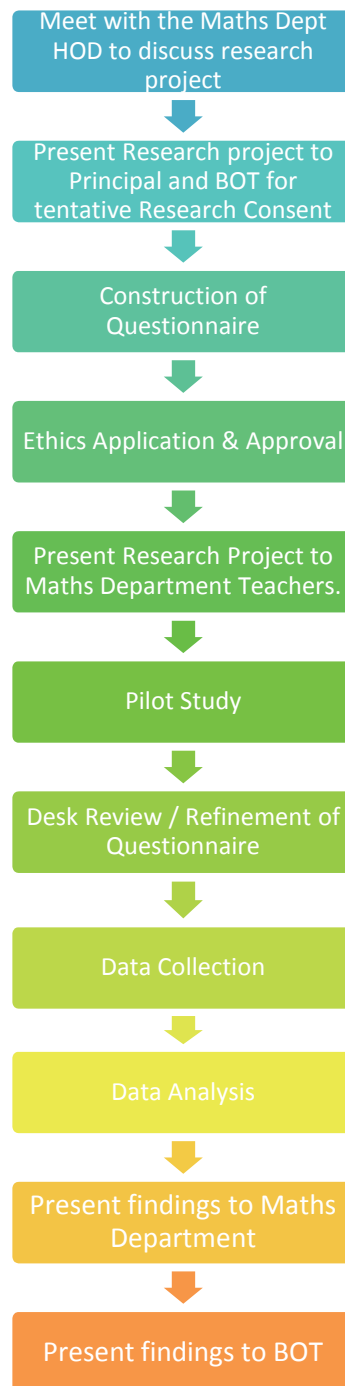 Meet with the Maths Dept
HOD to discuss research
project
Present Research project to
Principal and BOT for
tentative Research Consent
Construction of
Questionnaire
Ethics Application & Approval
Present Research Project to
Maths Department Teachers.
Pilot Study
Desk Review / Refinement of
Questionnaire
Data Collection
Data Analysis
Present findings to Maths
Department
Present findings to BOT